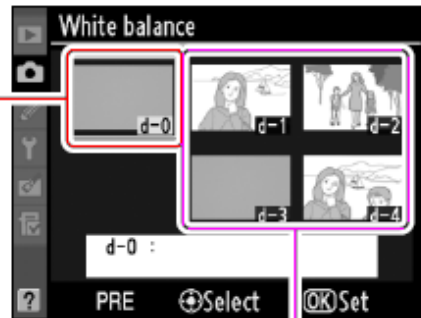 White balance
d-0
d-1
d-2
d-3
d-4
d-0 :
?
PRE
Select
OK Set